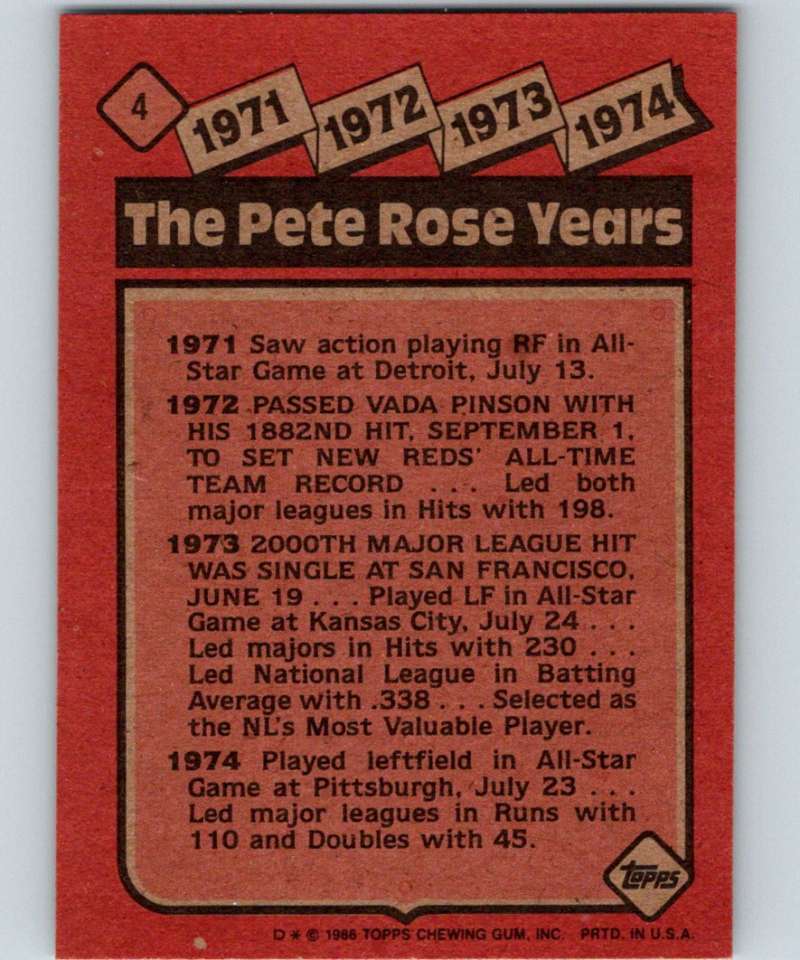 4
1971 1972 1973 1974
The Pete Rose Years
1971 Saw action playing RF in All-
Star Game at Detroit, July 13.
1972 PASSED VADA PINSON WITH
HIS 1882ND HIT, SEPTEMBER 1,
TO SET NEW REDS' ALL-TIME
TEAM RECORD . . . Led both
major leagues in Hits with 198.
1973 2000TH MAJOR LEAGUE HIT
WAS SINGLE AT SAN FRANCISCO,
JUNE 19 . . . Played LF in All-Star
Game at Kansas City, July 24 . . .
Led majors in Hits with 230 . . .
Led National League in Batting
Average with .338 . . . Selected as
the NL's Most Valuable Player.
1974 Played leftfield in All-Star
Game at Pittsburgh, July 23 . . .
Led major leagues in Runs with
110 and Doubles with 45.
topps
D * © 1986 TOPPS CHEWING GUM, INC. PRTD. IN U.S.A.